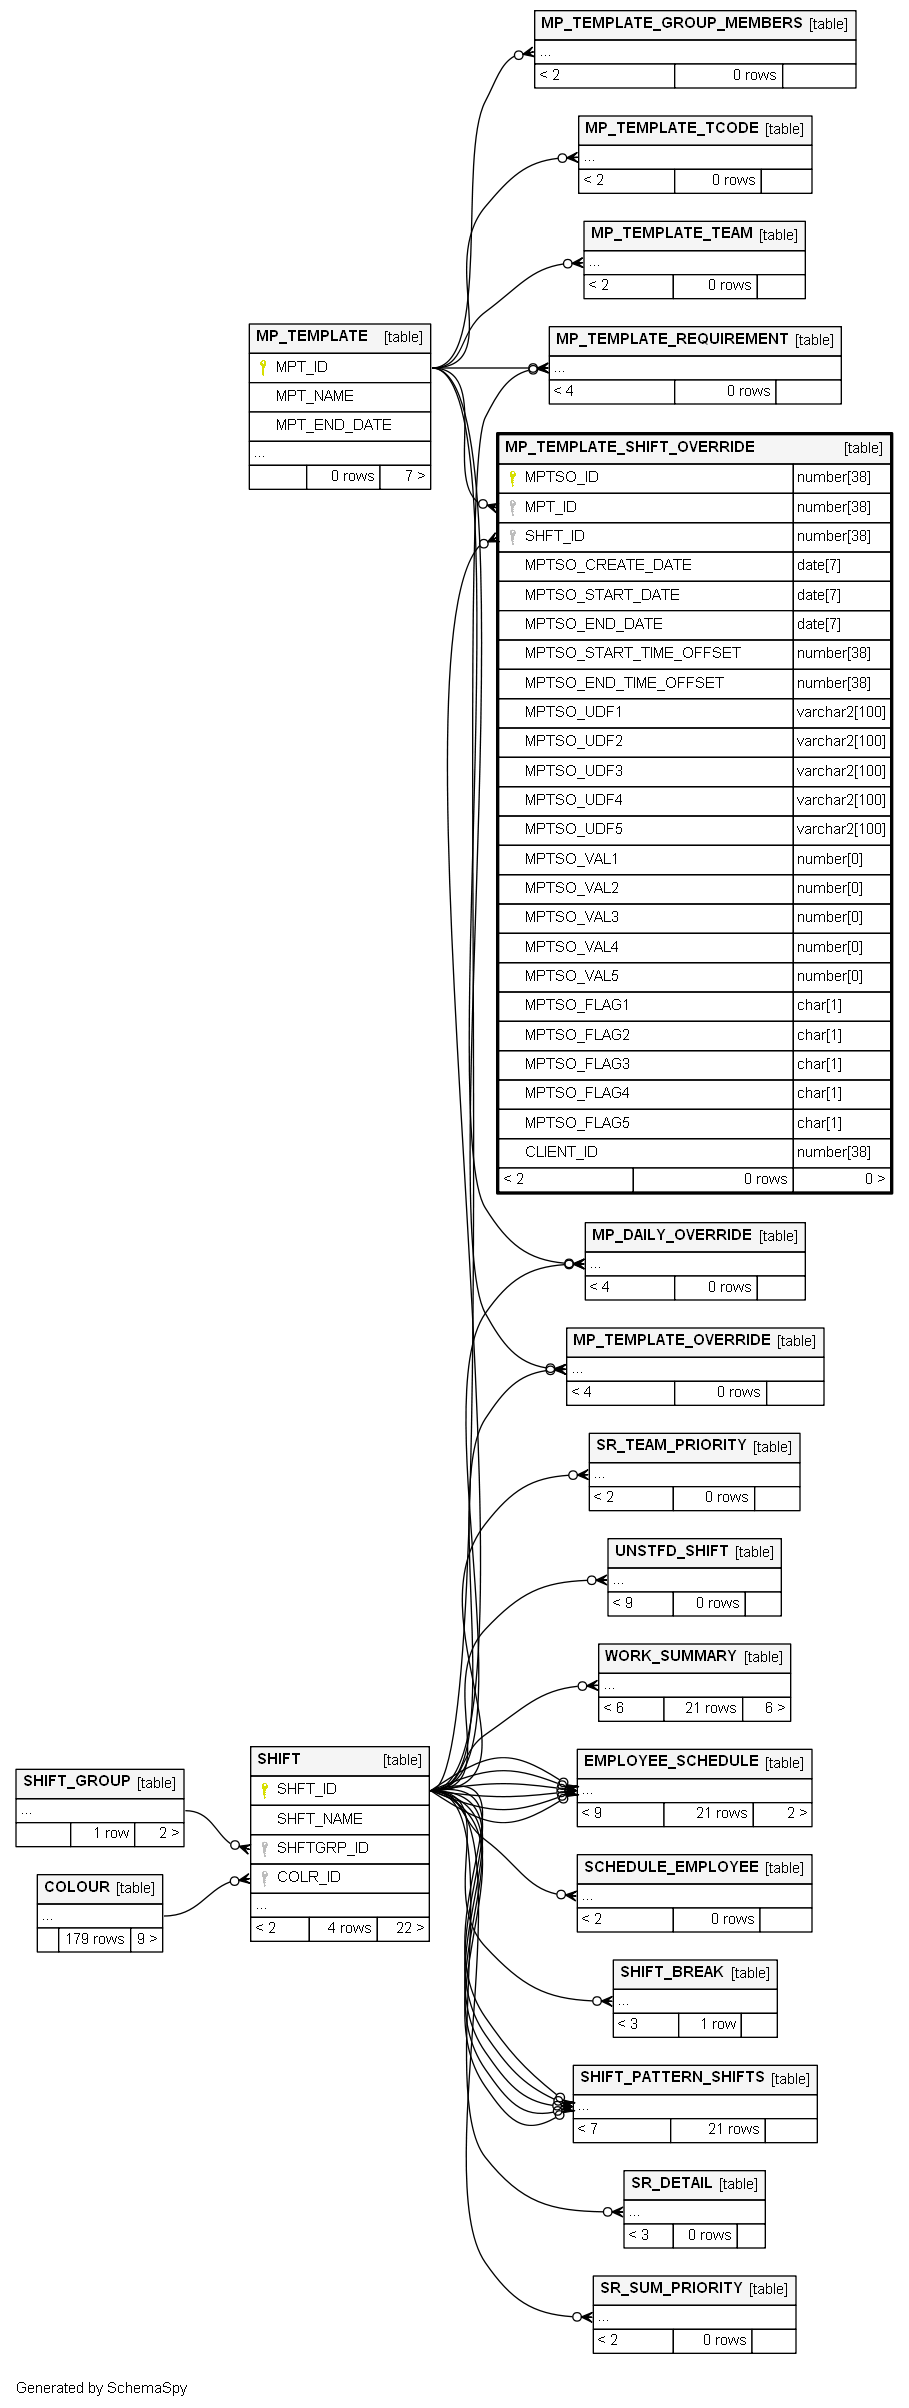 MP_TEMPLATE_GROUP_MEMBERS [table]
...
< 2 0 rows
MP_TEMPLATE_TCODE [table]
...
< 2 0 rows
MP_TEMPLATE_TEAM [table]
...
< 2 0 rows
MP_TEMPLATE [table]
MPT_ID
MPT_NAME
MPT_END_DATE
...
0 rows 7 >
MP_TEMPLATE_REQUIREMENT [table]
...
< 4 0 rows
MP_TEMPLATE_SHIFT_OVERRIDE [table]
MPTSO_ID number[38]
MPT_ID number[38]
SHFT_ID number[38]
MPTSO_CREATE_DATE date[7]
MPTSO_START_DATE date[7]
MPTSO_END_DATE date[7]
MPTSO_START_TIME_OFFSET number[38]
MPTSO_END_TIME_OFFSET number[38]
MPTSO_UDF1 varchar2[100]
MPTSO_UDF2 varchar2[100]
MPTSO_UDF3 varchar2[100]
MPTSO_UDF4 varchar2[100]
MPTSO_UDF5 varchar2[100]
MPTSO_VAL1 number[0]
MPTSO_VAL2 number[0]
MPTSO_VAL3 number[0]
MPTSO_VAL4 number[0]
MPTSO_VAL5 number[0]
MPTSO_FLAG1 char[1]
MPTSO_FLAG2 char[1]
MPTSO_FLAG3 char[1]
MPTSO_FLAG4 char[1]
MPTSO_FLAG5 char[1]
CLIENT_ID number[38]
< 2 0 rows 0 >
MP_DAILY_OVERRIDE [table]
...
< 4 0 rows
MP_TEMPLATE_OVERRIDE [table]
...
< 4 0 rows
SR_TEAM_PRIORITY [table]
...
< 2 0 rows
UNSTFD_SHIFT [table]
...
< 9 0 rows
WORK_SUMMARY [table]
...
< 6 21 rows 6 >
SHIFT_GROUP [table]
...
1 row 2 >
COLOUR [table]
...
179 rows 9 >
SHIFT [table]
SHFT_ID
SHFT_NAME
SHFTGRP_ID
COLR_ID
...
< 2 4 rows 22 >
EMPLOYEE_SCHEDULE [table]
...
< 9 21 rows 2 >
SCHEDULE_EMPLOYEE [table]
...
< 2 0 rows
SHIFT_BREAK [table]
...
< 3 1 row
SHIFT_PATTERN_SHIFTS [table]
...
< 7 21 rows
SR_DETAIL [table]
...
< 3 0 rows
SR_SUM_PRIORITY [table]
...
< 2 0 rows
Generated by SchemaSpy